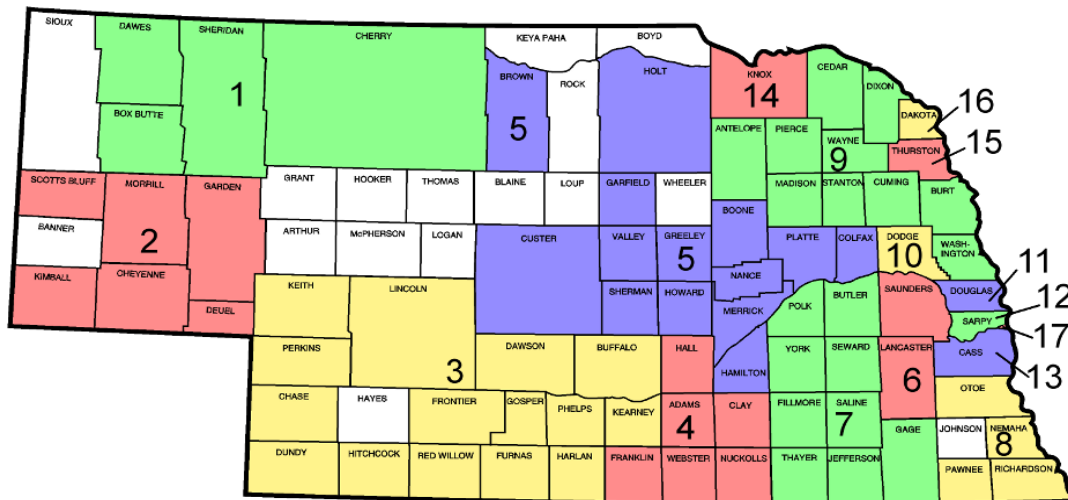 SIOUX
DAWES
SHERIDAN
CHERRY
KEYA PAHA
BOYD
BROWN
ROCK
HOLT
KNOX
CEDAR
DIXON
DAKOTA
16
1
5
14
BOX BUTTE
ANTELOPE
PIERCE
WAYNE
9
THURSTON
15
SCOTTS BLUFF
MORRILL
GARDEN
GRANT
HOOKER
THOMAS
BLAINE
LOUP
GARFIELD
WHEELER
MADISON
STANTON
CUMING
BURT
BANNER
2
ARTHUR
McPHERSON
LOGAN
CUSTER
VALLEY
GREELEY
5
BOONE
PLATTE
COLFAX
DODGE
10
WASH-
INGTON
KIMBALL
CHEYENNE
DEUEL
KEITH
LINCOLN
SHERMAN
HOWARD
NANCE
MERRICK
POLK
BUTLER
SAUNDERS
DOUGLAS
11
SARPY
12
17
PERKINS
3
DAWSON
BUFFALO
HALL
HAMILTON
YORK
SEWARD
LANCASTER
6
CASS
13
CHASE
HAYES
FRONTIER
GOSPER
PHELPS
KEARNEY
ADAMS
4
CLAY
FILLMORE
SALINE
7
GAGE
OTOE
JOHNSON
NEMAHA
8
DUNDY
HITCHCOCK
RED WILLOW
FURNAS
HARLAN
FRANKLIN
WEBSTER
NUCKOLLS
THAYER
JEFFERSON
PAWNEE
RICHARDSON